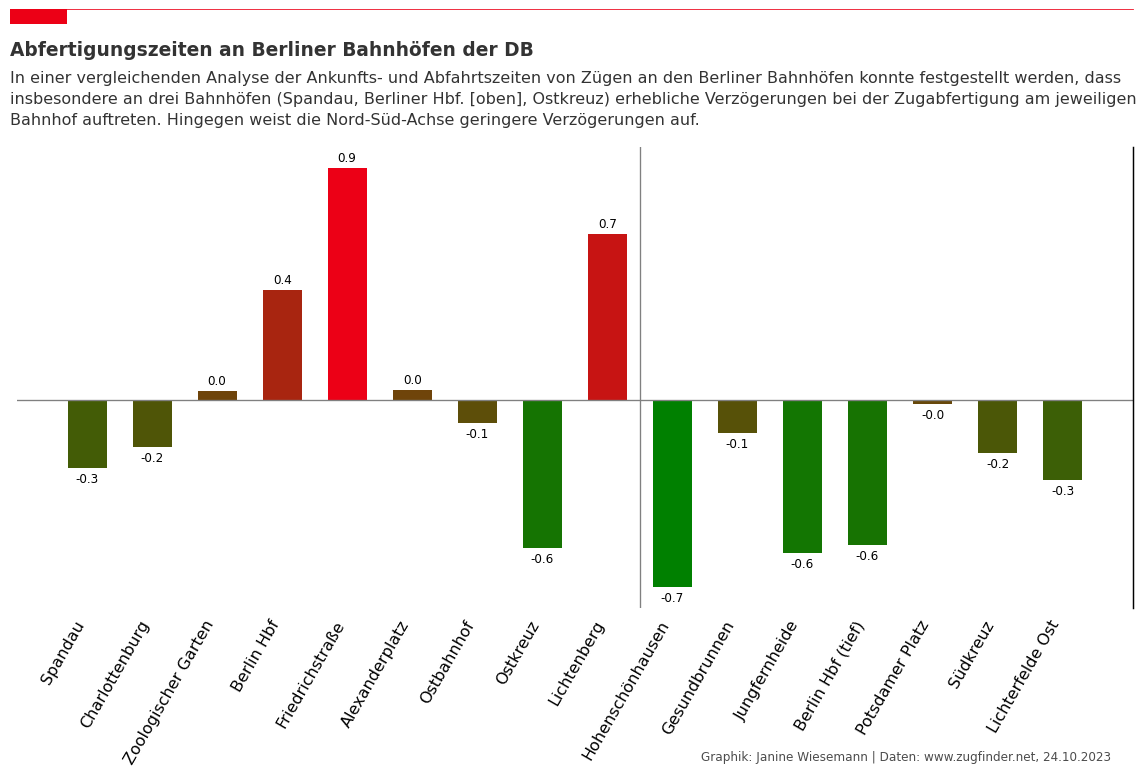 Abfertigungszeiten an Berliner Bahnhöfen der DB
In einer vergleichenden Analyse der Ankunfts- und Abfahrtszeiten von Zügen an den Berliner Bahnhöfen konnte festgestellt werden, dass
insbesondere an drei Bahnhöfen (Spandau, Berliner Hbf. [oben], Ostkreuz) erhebliche Verzögerungen bei der Zugabfertigung am jeweiligen
Bahnhof auftreten. Hingegen weist die Nord-Süd-Achse geringere Verzögerungen auf.
0.9
0.7
0.4
0.0
0.0
-0.3
-0.2
-0.1
-0.6
-0.7
-0.1
-0.6
-0.6
-0.0
-0.2
-0.3
Spandau
Charlottenburg
Zoologischer Garten
Berlin Hbf
Friedrichstraße
Alexanderplatz
Ostbahnhof
Ostkreuz
Lichtenberg
Hohenschönhausen
Gesundbrunnen
Jungfernheide
Berlin Hbf (tief)
Potsdamer Platz
Südkreuz
Lichterfelde Ost
Graphik: Janine Wiesemann | Daten: www.zugfinder.net, 24.10.2023